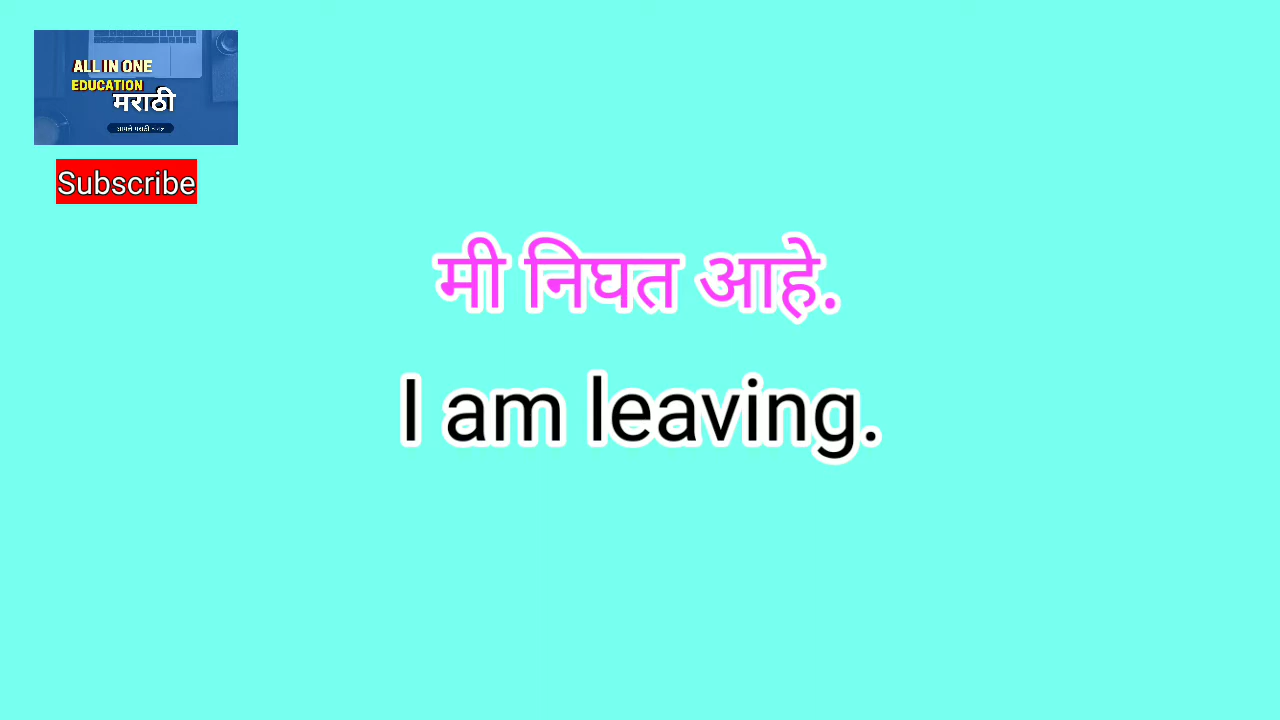 ALL IN ONE
EDUCATION
मराठी
Subscribe
मी निघत आहे.
I am leaving.